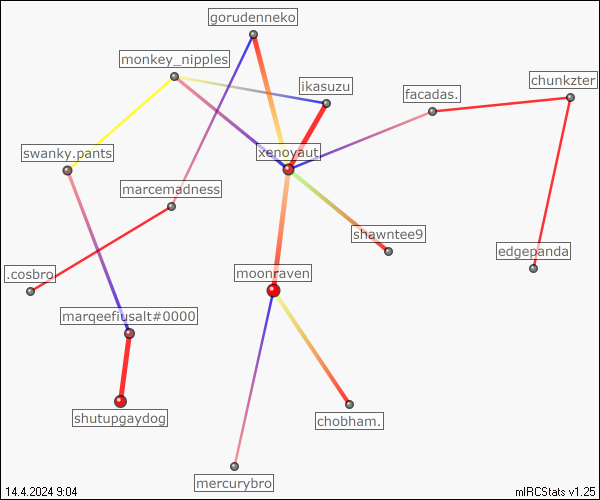 gorudenneko
monkey_nipples
ikasuzu
chunkzter
facadas.
swanky.pants
xenoyaut
marcemadness
shawntee9
edgepanda
.cosbro
moonraven
marqeefiusalt#0000
shutupgaydog
chobham.
mercurybro
14.4.2024 9:04
mIRCStats v1.25